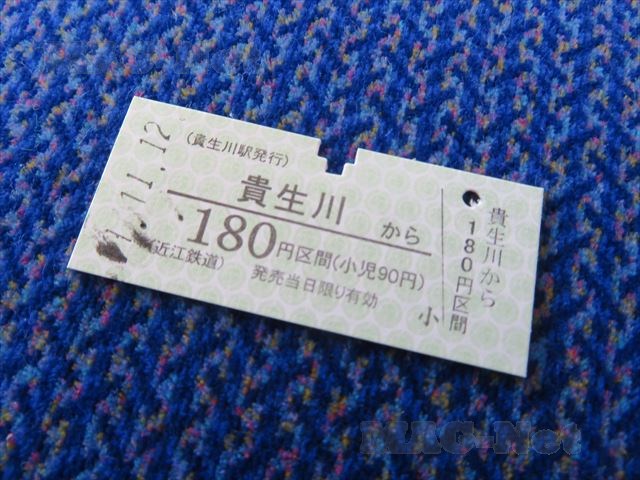 11.12
(貴生川駅発行)
貴生川 から
180円区間(小児90円)
(近江鉄道) 発売当日限り有効
小
貴生川から
180円区間
MAC-Net